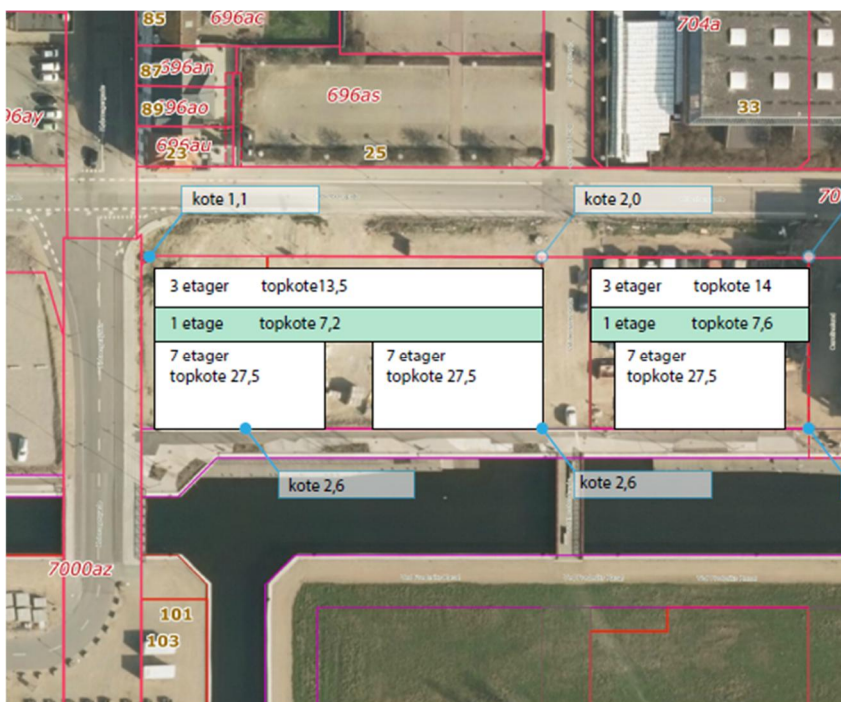 85
696ac
704a
87
696an
96ay
89
96ao
696as
33
696au
23
25
kote 1,1
kote 2,0
70
3 etager topkote13,5
3 etager topkote 14
1 etage topkote 7,2
1 etage topkote 7,6
7 etager
topkote 27,5
7 etager
topkote 27,5
7 etager
topkote 27,5
kote 2,6
kote 2,6
7000az
101
103